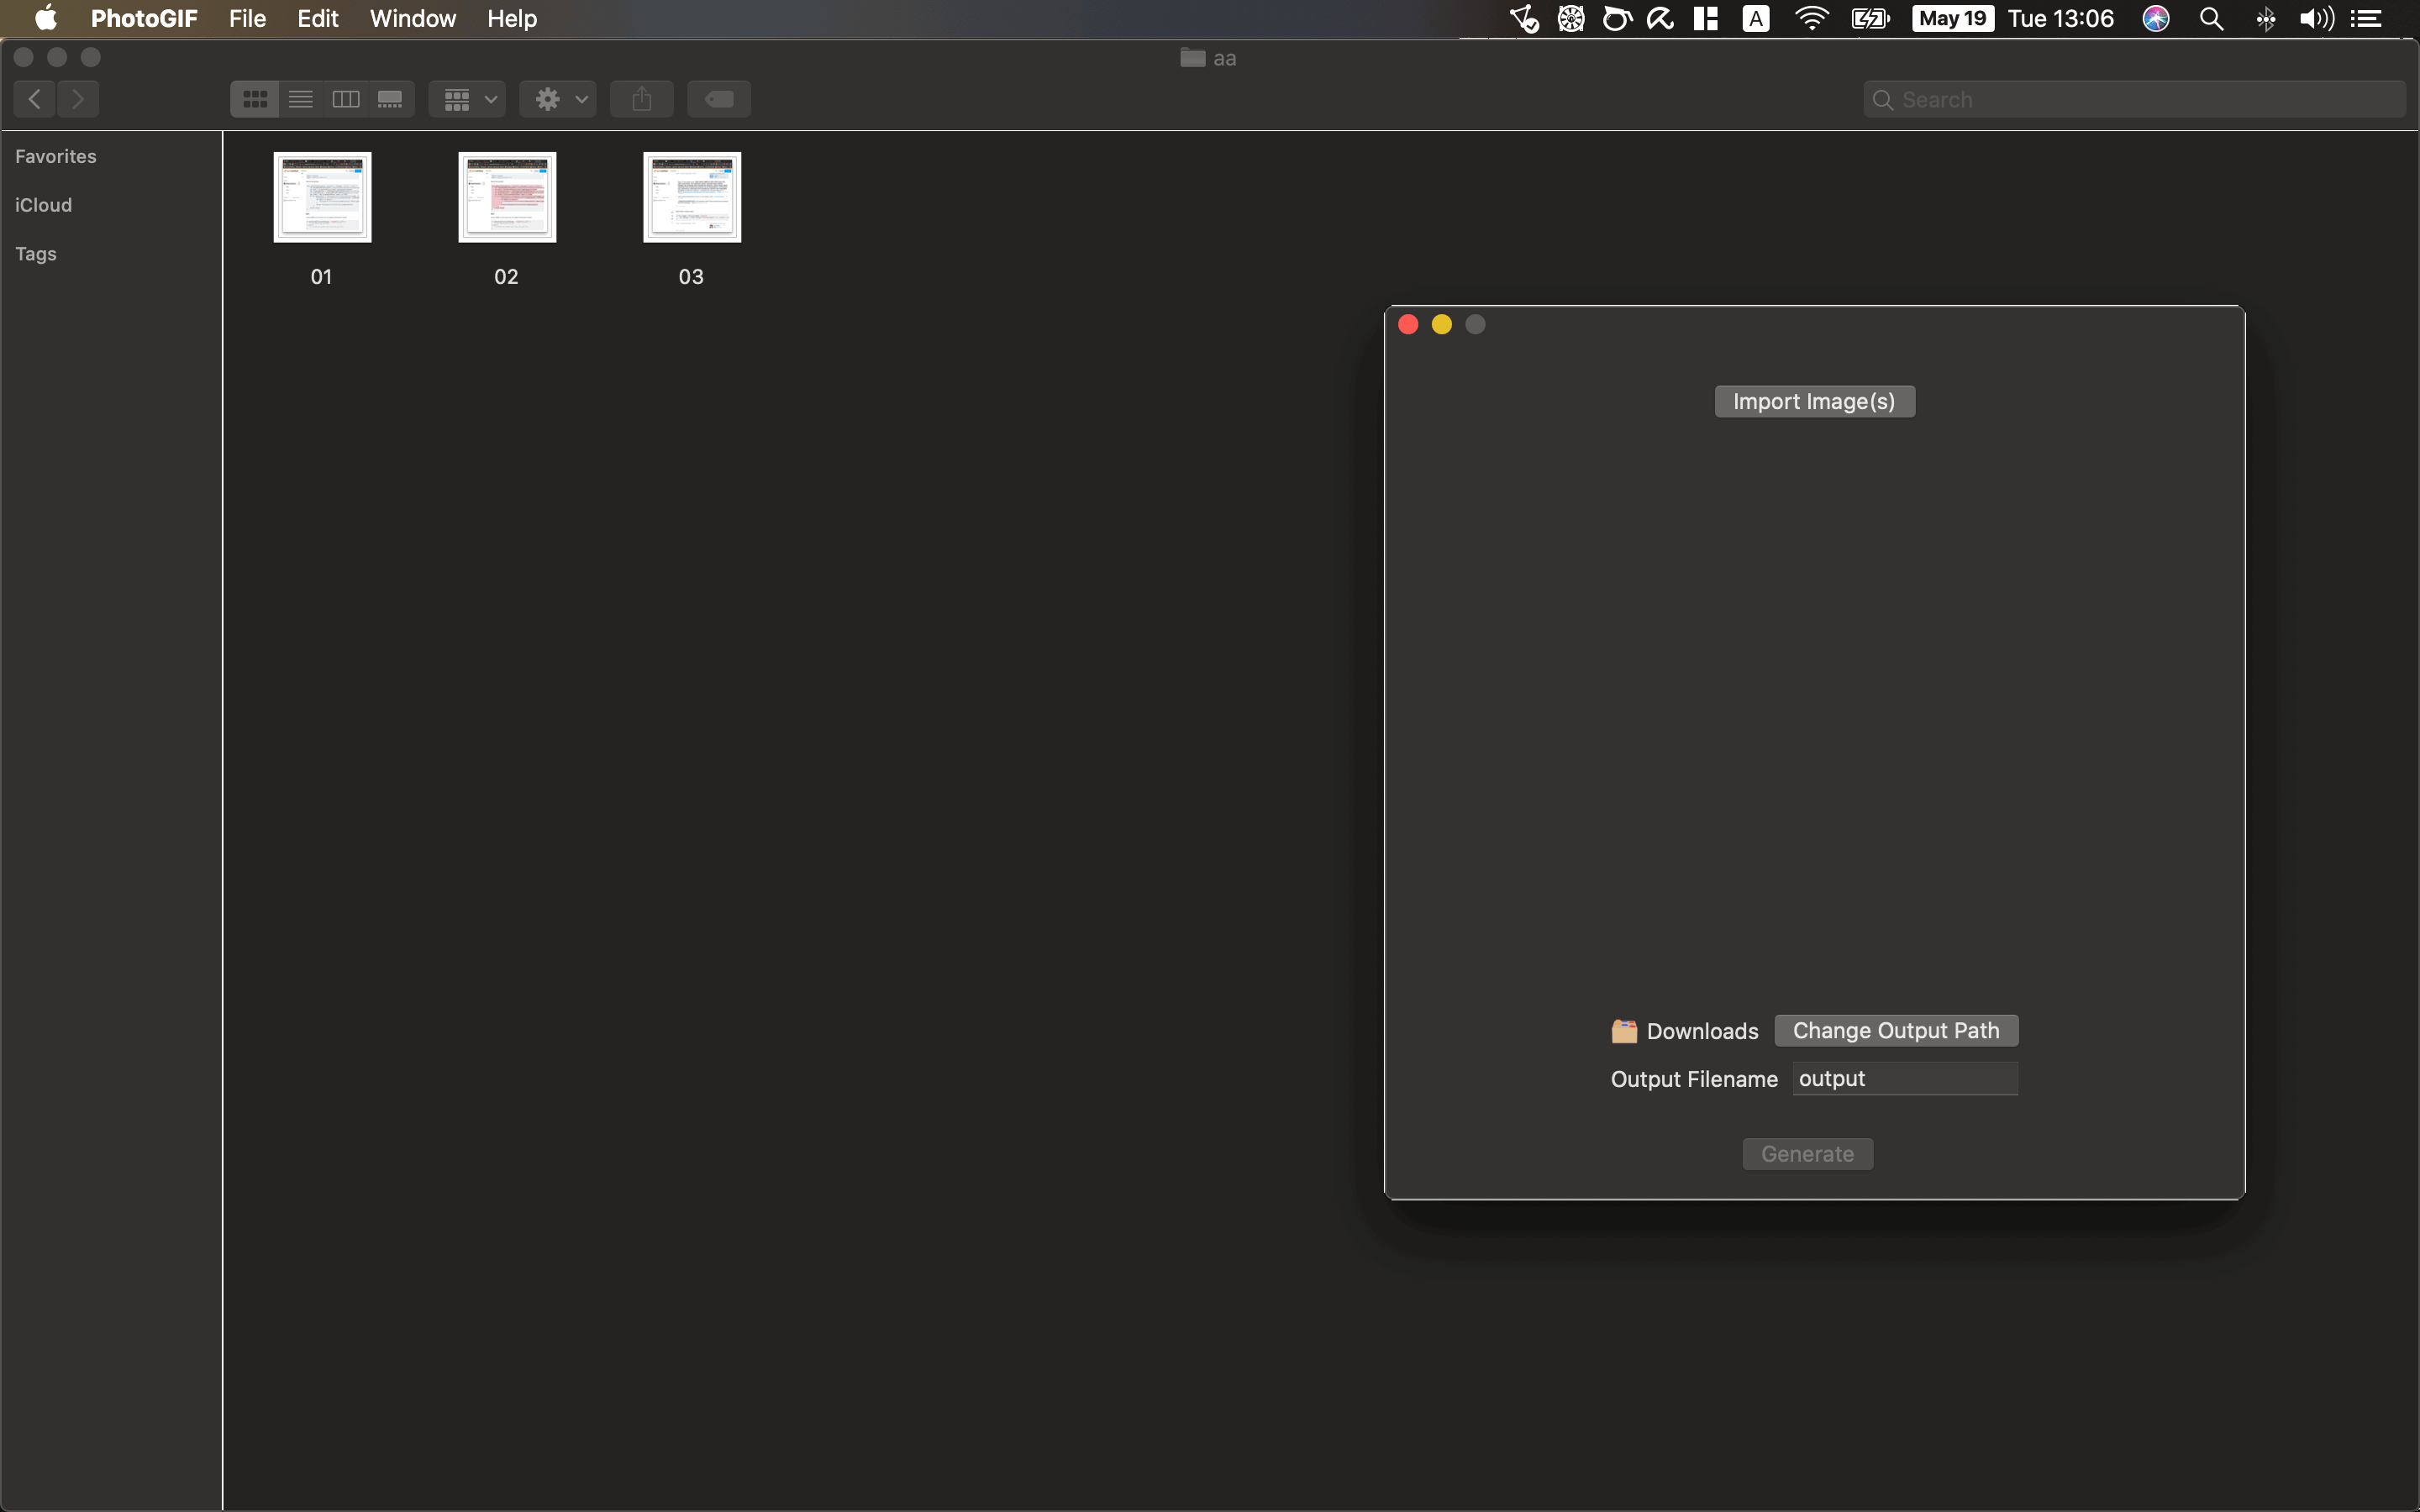 PhotoGIF File Edit Window Help A May 19 Tue 13:06
aa
Search
Favorites
iCloud
Tags
01 02 03
Import Image(s)
Downloads Change Output Path
Output Filename output
Generate